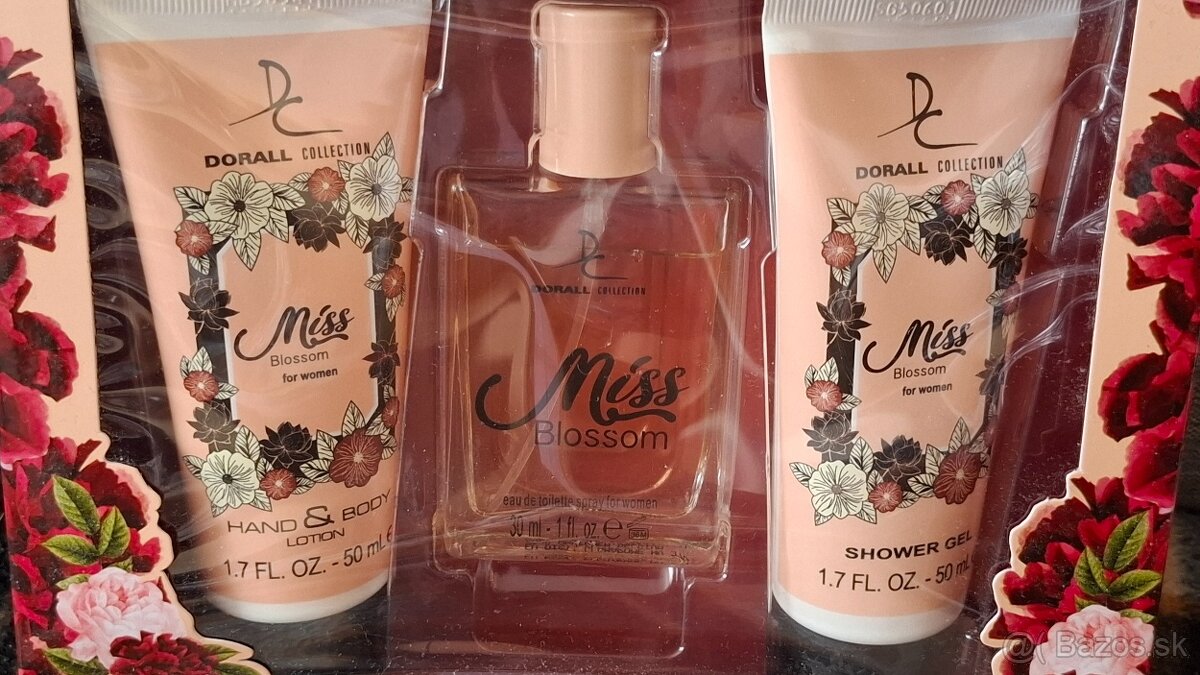 DC
DORALL COLLECTION
Miss
Blossom
for women
HAND & BODY
LOTION
1.7 FL. OZ. - 50 mL e
DC
DORALL COLLECTION
Miss
Blossom
eau de toilette spray for women
30 ml - 1 fl. oz e 36M
5050601
DC
DORALL COLLECTION
Miss
Blossom
for women
SHOWER GEL
1.7 FL. OZ. - 50 mL
@( Bazos.sk